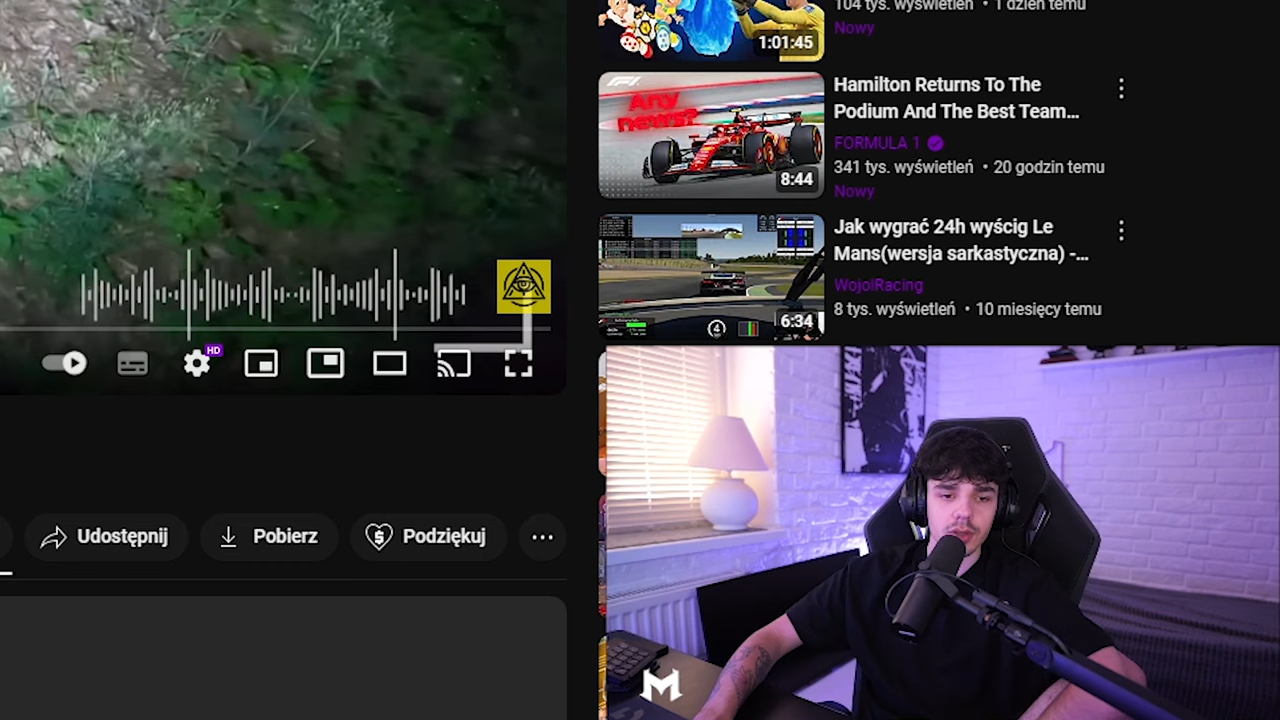 104 tys. wyświetleń • 1 dzień temu
Nowy
1:01:45
Any
news?
8:44
Hamilton Returns To The
Podium And The Best Team...
FORMULA 1
341 tys. wyświetleń • 20 godzin temu
Nowy
6:34
Jak wygrać 24h wyścig Le
Mans(wersja sarkastyczna) -...
WojolRacing
8 tys. wyświetleń • 10 miesięcy temu
HD
Udostępnij
Pobierz
Podziękuj